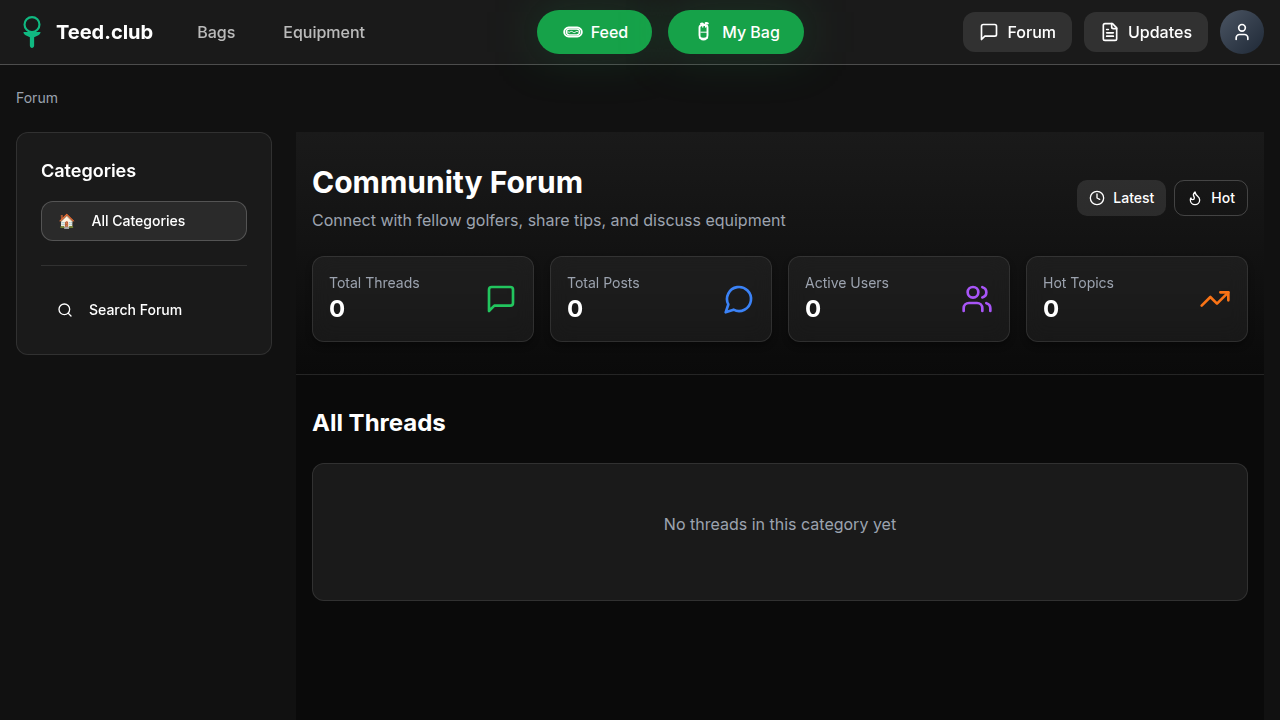 Teed.club
Bags
Equipment
Feed
My Bag
Forum
Updates
Forum
Categories
All Categories
Search Forum
Community Forum
Connect with fellow golfers, share tips, and discuss equipment
Latest
Hot
Total Threads
0
Total Posts
0
Active Users
0
Hot Topics
0
All Threads
No threads in this category yet